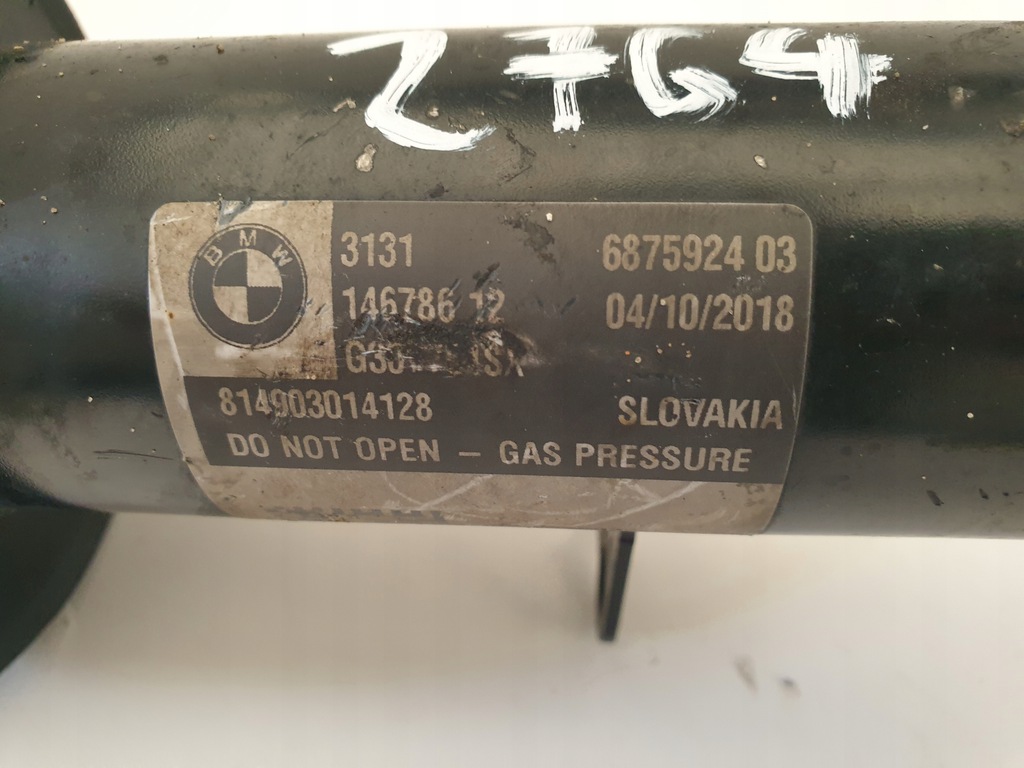 Z7G4
BMW
3131 6875924 03
146786 12 04/10/2018
814903014128 SLOVAKIA
DO NOT OPEN – GAS PRESSURE